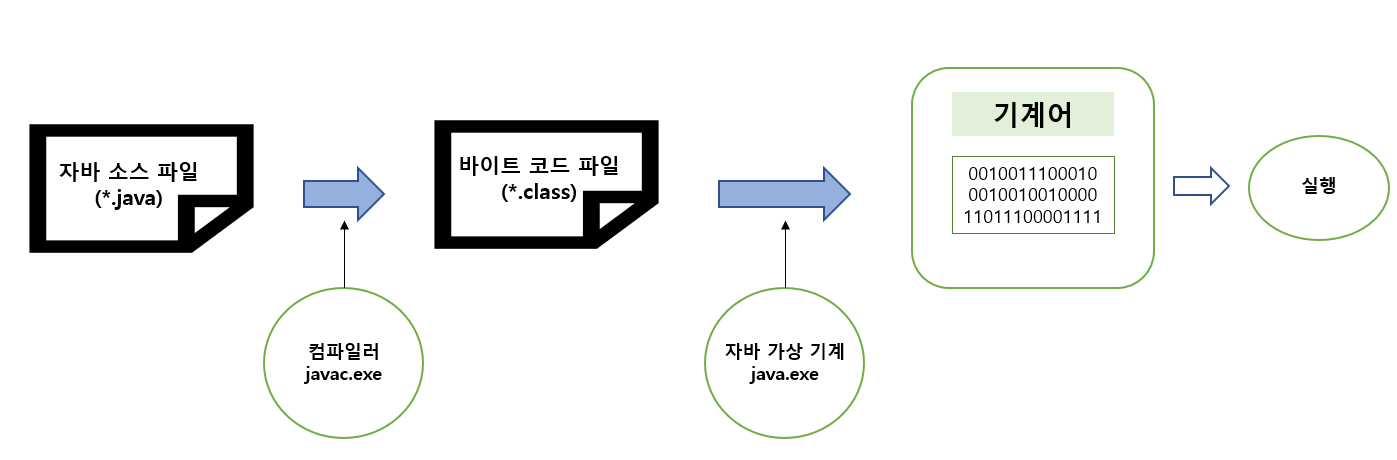 자바 소스 파일
(*.java)
바이트 코드 파일
(*.class)
기계어
0010011100010
0010010010000
11011100001111
실행
컴파일러
javac.exe
자바 가상 기계
java.exe